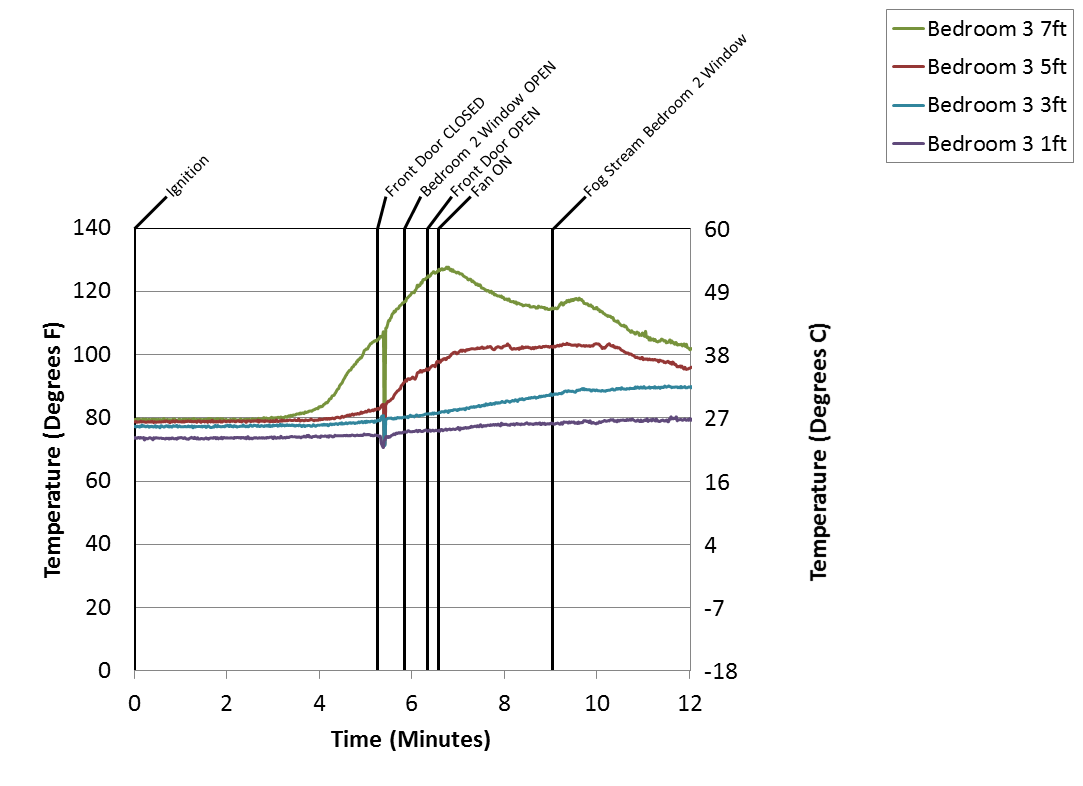 Bedroom 3 7ft
Bedroom 3 5ft
Bedroom 3 3ft
Bedroom 3 1ft
Ignition
Front Door CLOSED
Bedroom 2 Window OPEN
Front Door OPEN
Fan ON
Fog Stream Bedroom 2 Window
140
120
100
80
60
40
20
0
Temperature (Degrees F)
60
49
38
27
16
4
-7
-18
Temperature (Degrees C)
0 2 4 6 8 10 12
Time (Minutes)